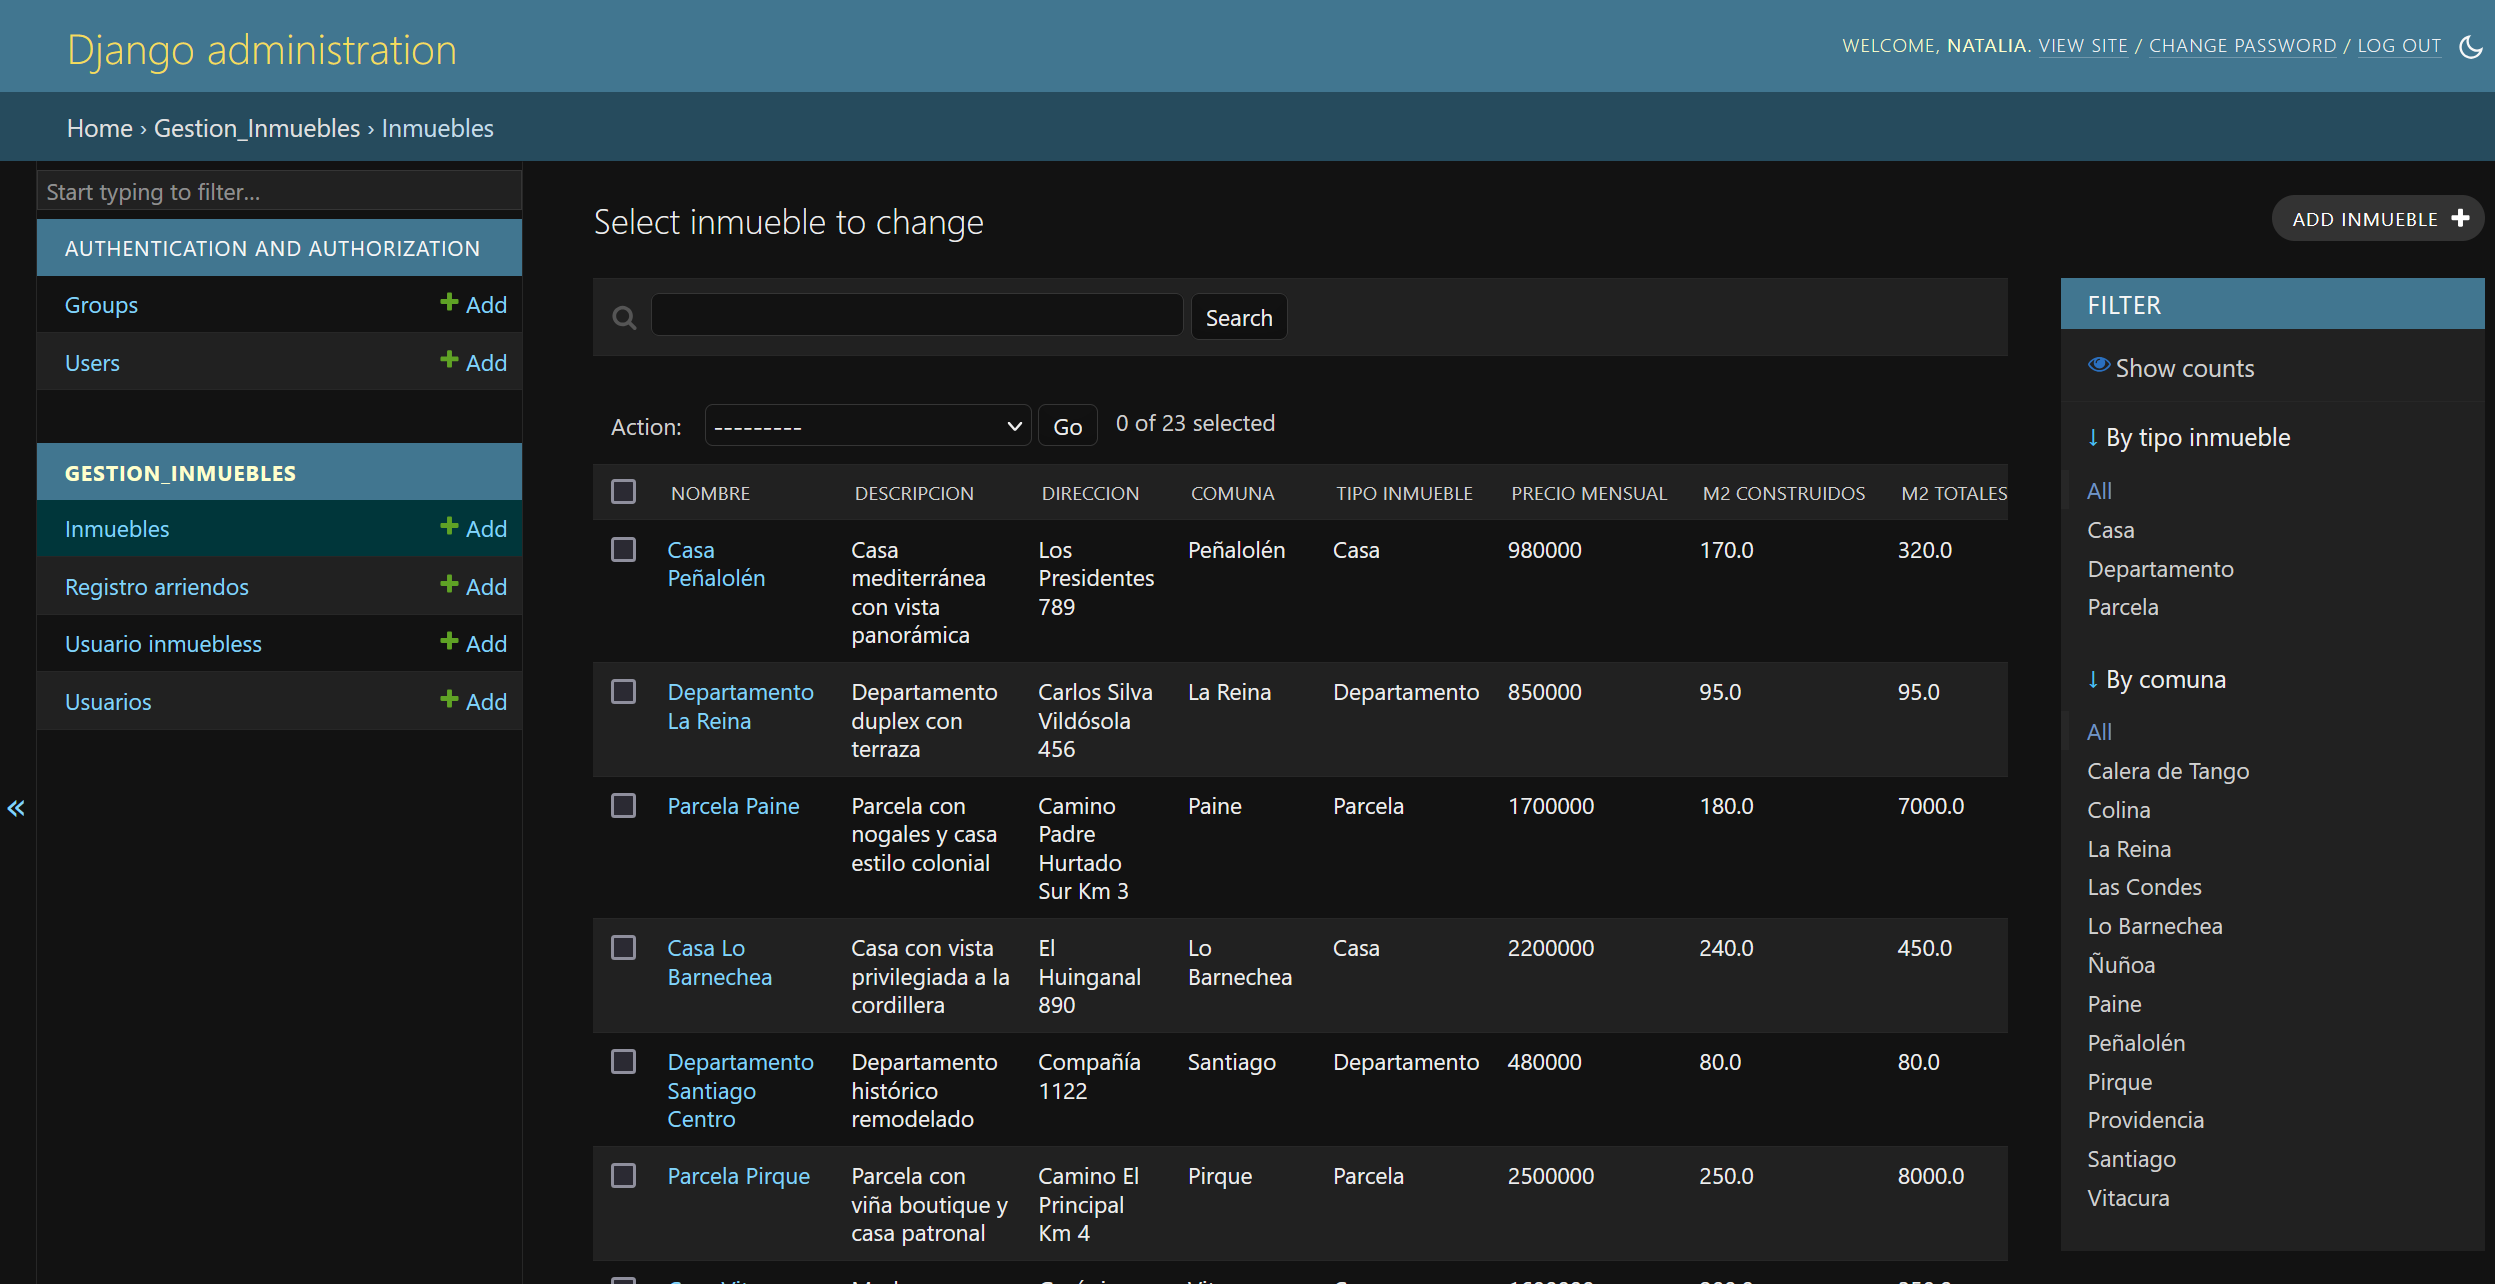 Django administration
WELCOME, NATALIA. VIEW SITE / CHANGE PASSWORD / LOG OUT
Home › Gestion_Inmuebles › Inmuebles
Start typing to filter...
AUTHENTICATION AND AUTHORIZATION
Groups
Add
Users
Add
GESTION_INMUEBLES
Inmuebles
Add
Registro arriendos
Add
Usuario inmuebless
Add
Usuarios
Add
«
Select inmueble to change
ADD INMUEBLE
Search
Action:
---------
Go
0 of 23 selected
NOMBRE DESCRIPCION DIRECCION COMUNA TIPO INMUEBLE PRECIO MENSUAL M2 CONSTRUIDOS M2 TOTALES
Casa
Peñalolén
Casa
mediterránea
con vista
panorámica
Los
Presidentes
789
Peñalolén
Casa
980000
170.0
320.0
Departamento
La Reina
Departamento
duplex con
terraza
Carlos Silva
Vildósola
456
La Reina
Departamento
850000
95.0
95.0
Parcela Paine
Parcela con
nogales y casa
estilo colonial
Camino
Padre
Hurtado
Sur Km 3
Paine
Parcela
1700000
180.0
7000.0
Casa Lo
Barnechea
Casa con vista
privilegiada a la
cordillera
El
Huinganal
890
Lo
Barnechea
Casa
2200000
240.0
450.0
Departamento
Santiago
Centro
Departamento
histórico
remodelado
Compañía
1122
Santiago
Departamento
480000
80.0
80.0
Parcela Pirque
Parcela con
viña boutique y
casa patronal
Camino El
Principal
Km 4
Pirque
Parcela
2500000
250.0
8000.0
FILTER
Show counts
↓ By tipo inmueble
All
Casa
Departamento
Parcela
↓ By comuna
All
Calera de Tango
Colina
La Reina
Las Condes
Lo Barnechea
Ñuñoa
Paine
Peñalolén
Pirque
Providencia
Santiago
Vitacura